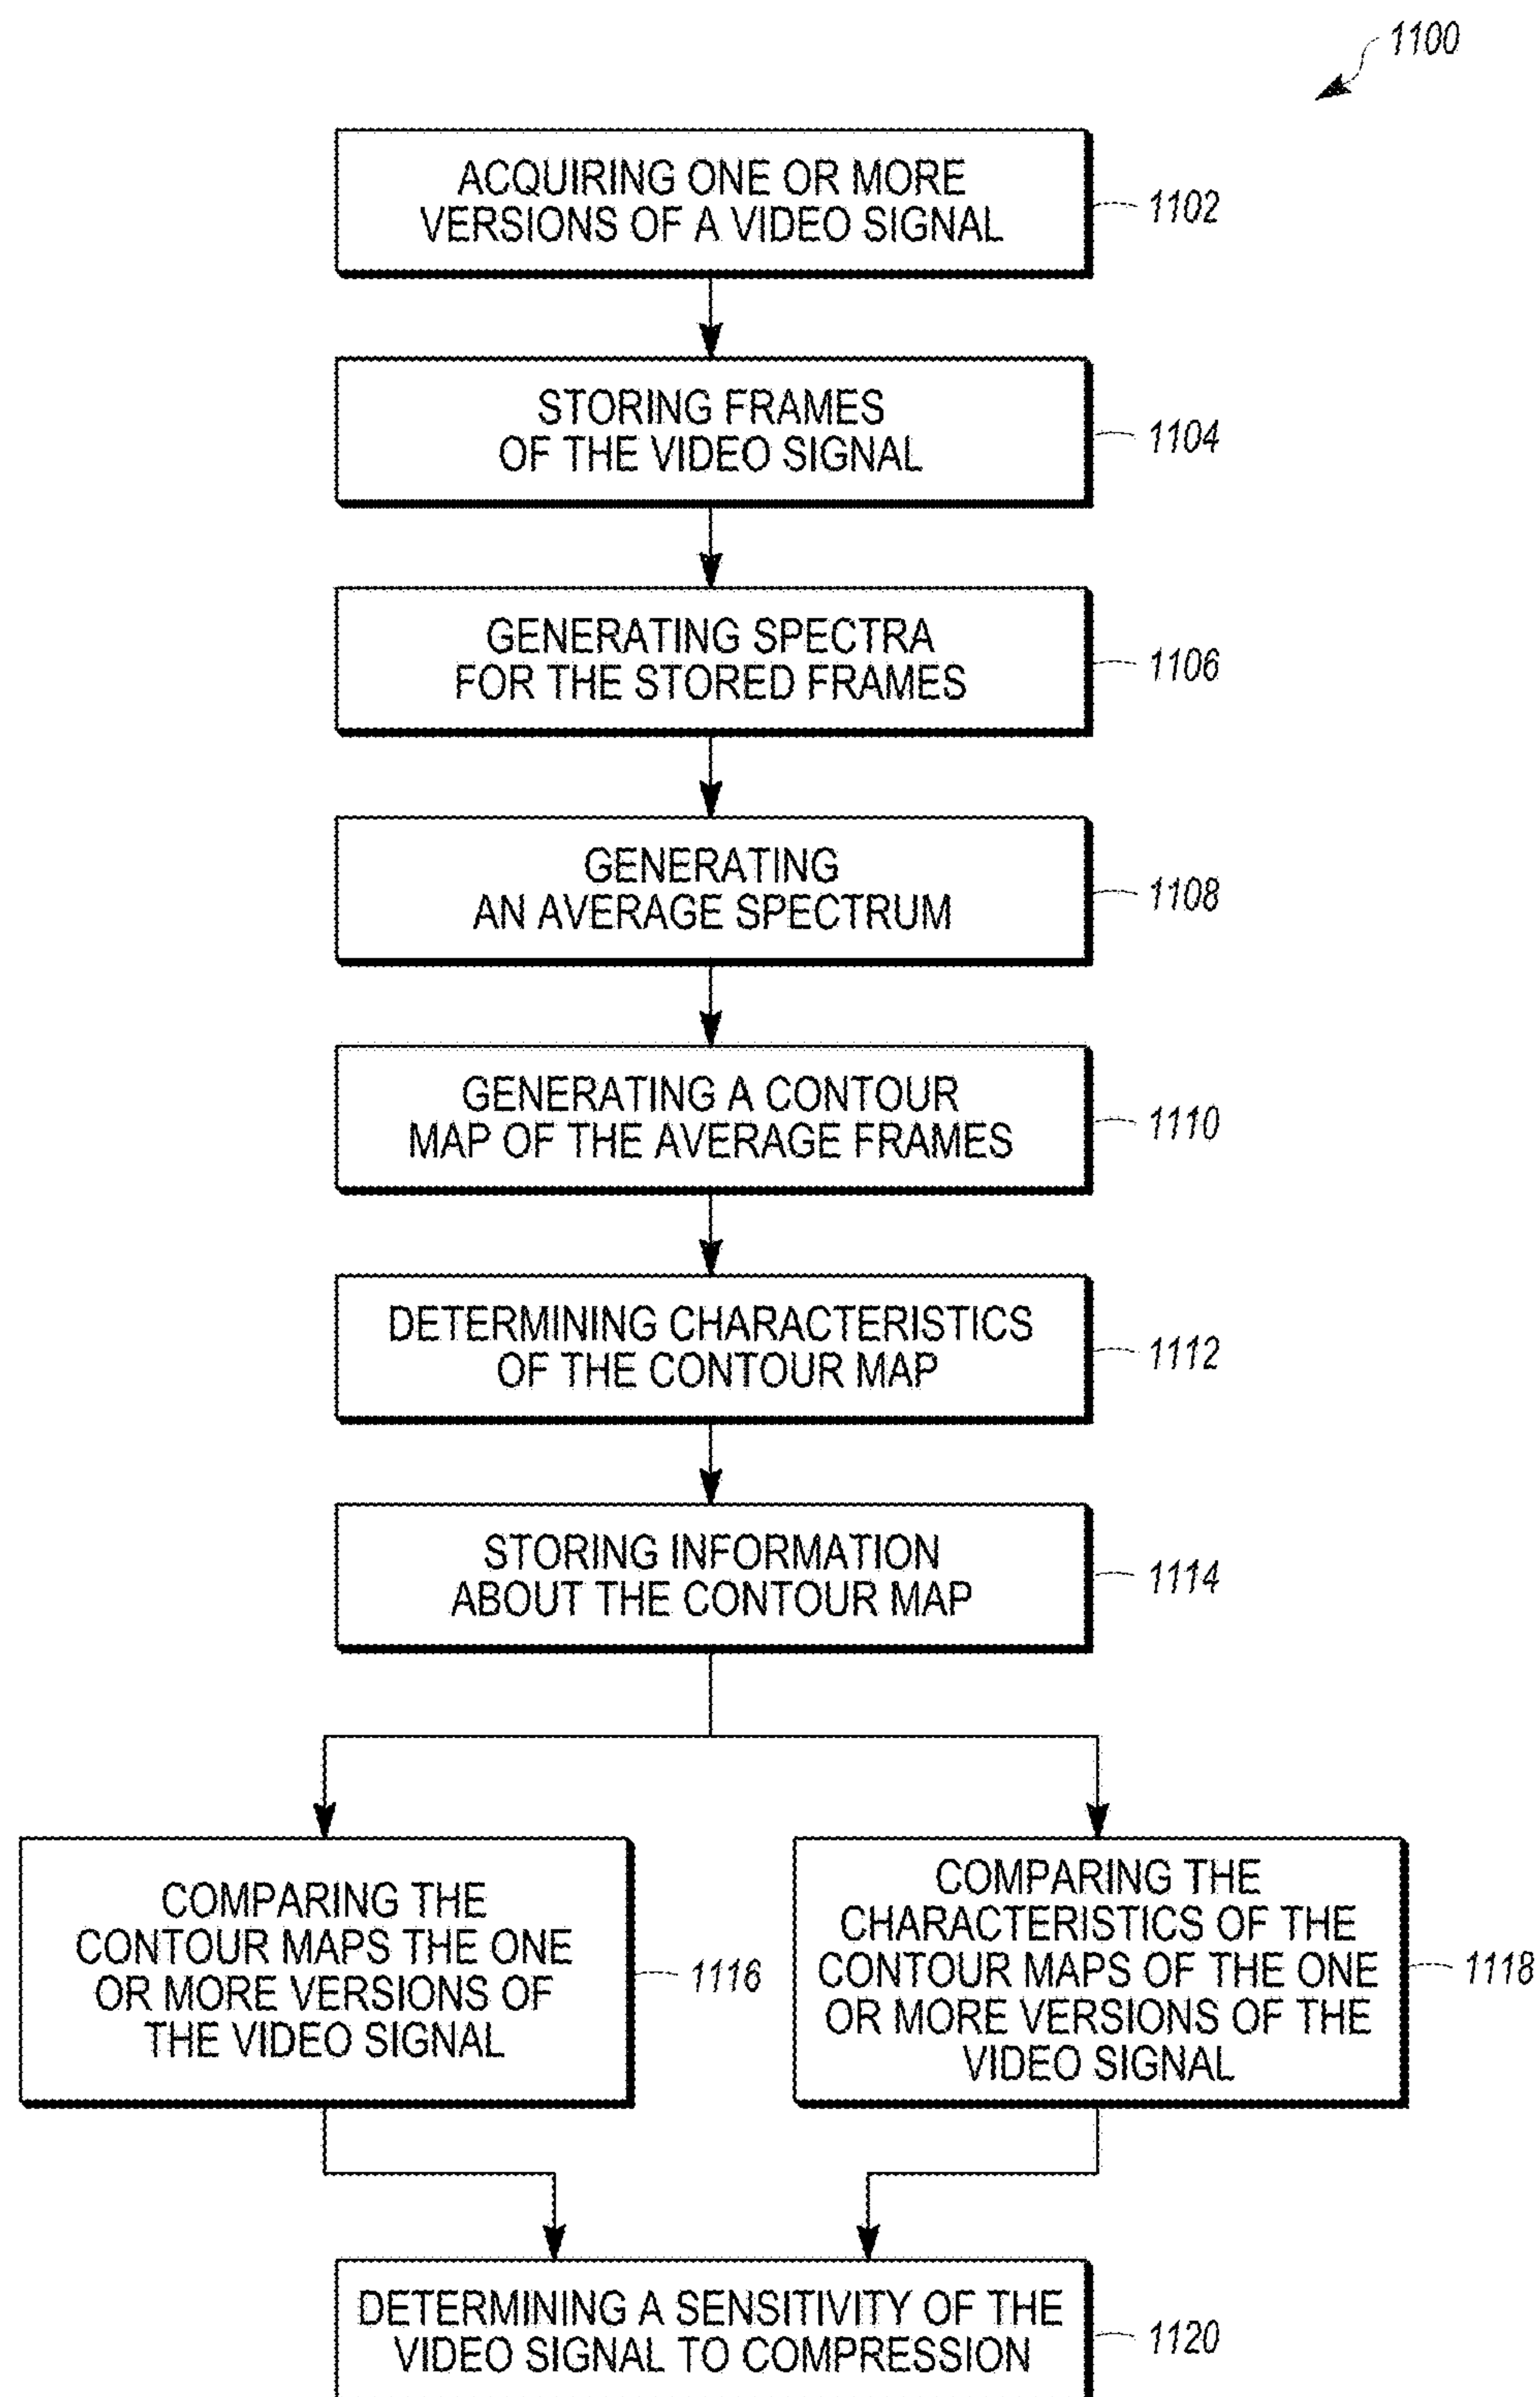 1100
ACQUIRING ONE OR MORE
VERSIONS OF A VIDEO SIGNAL
1102
STORING FRAMES
OF THE VIDEO SIGNAL
1104
GENERATING SPECTRA
FOR THE STORED FRAMES
1106
GENERATING
AN AVERAGE SPECTRUM
1108
GENERATING A CONTOUR
MAP OF THE AVERAGE FRAMES
1110
DETERMINING CHARACTERISTICS
OF THE CONTOUR MAP
1112
STORING INFORMATION
ABOUT THE CONTOUR MAP
1114
COMPARING THE
CONTOUR MAPS THE ONE
OR MORE VERSIONS OF
THE VIDEO SIGNAL
1116
COMPARING THE
CHARACTERISTICS OF THE
CONTOUR MAPS OF THE ONE
OR MORE VERSIONS OF THE
VIDEO SIGNAL
1118
DETERMINING A SENSITIVITY OF THE
VIDEO SIGNAL TO COMPRESSION
1120